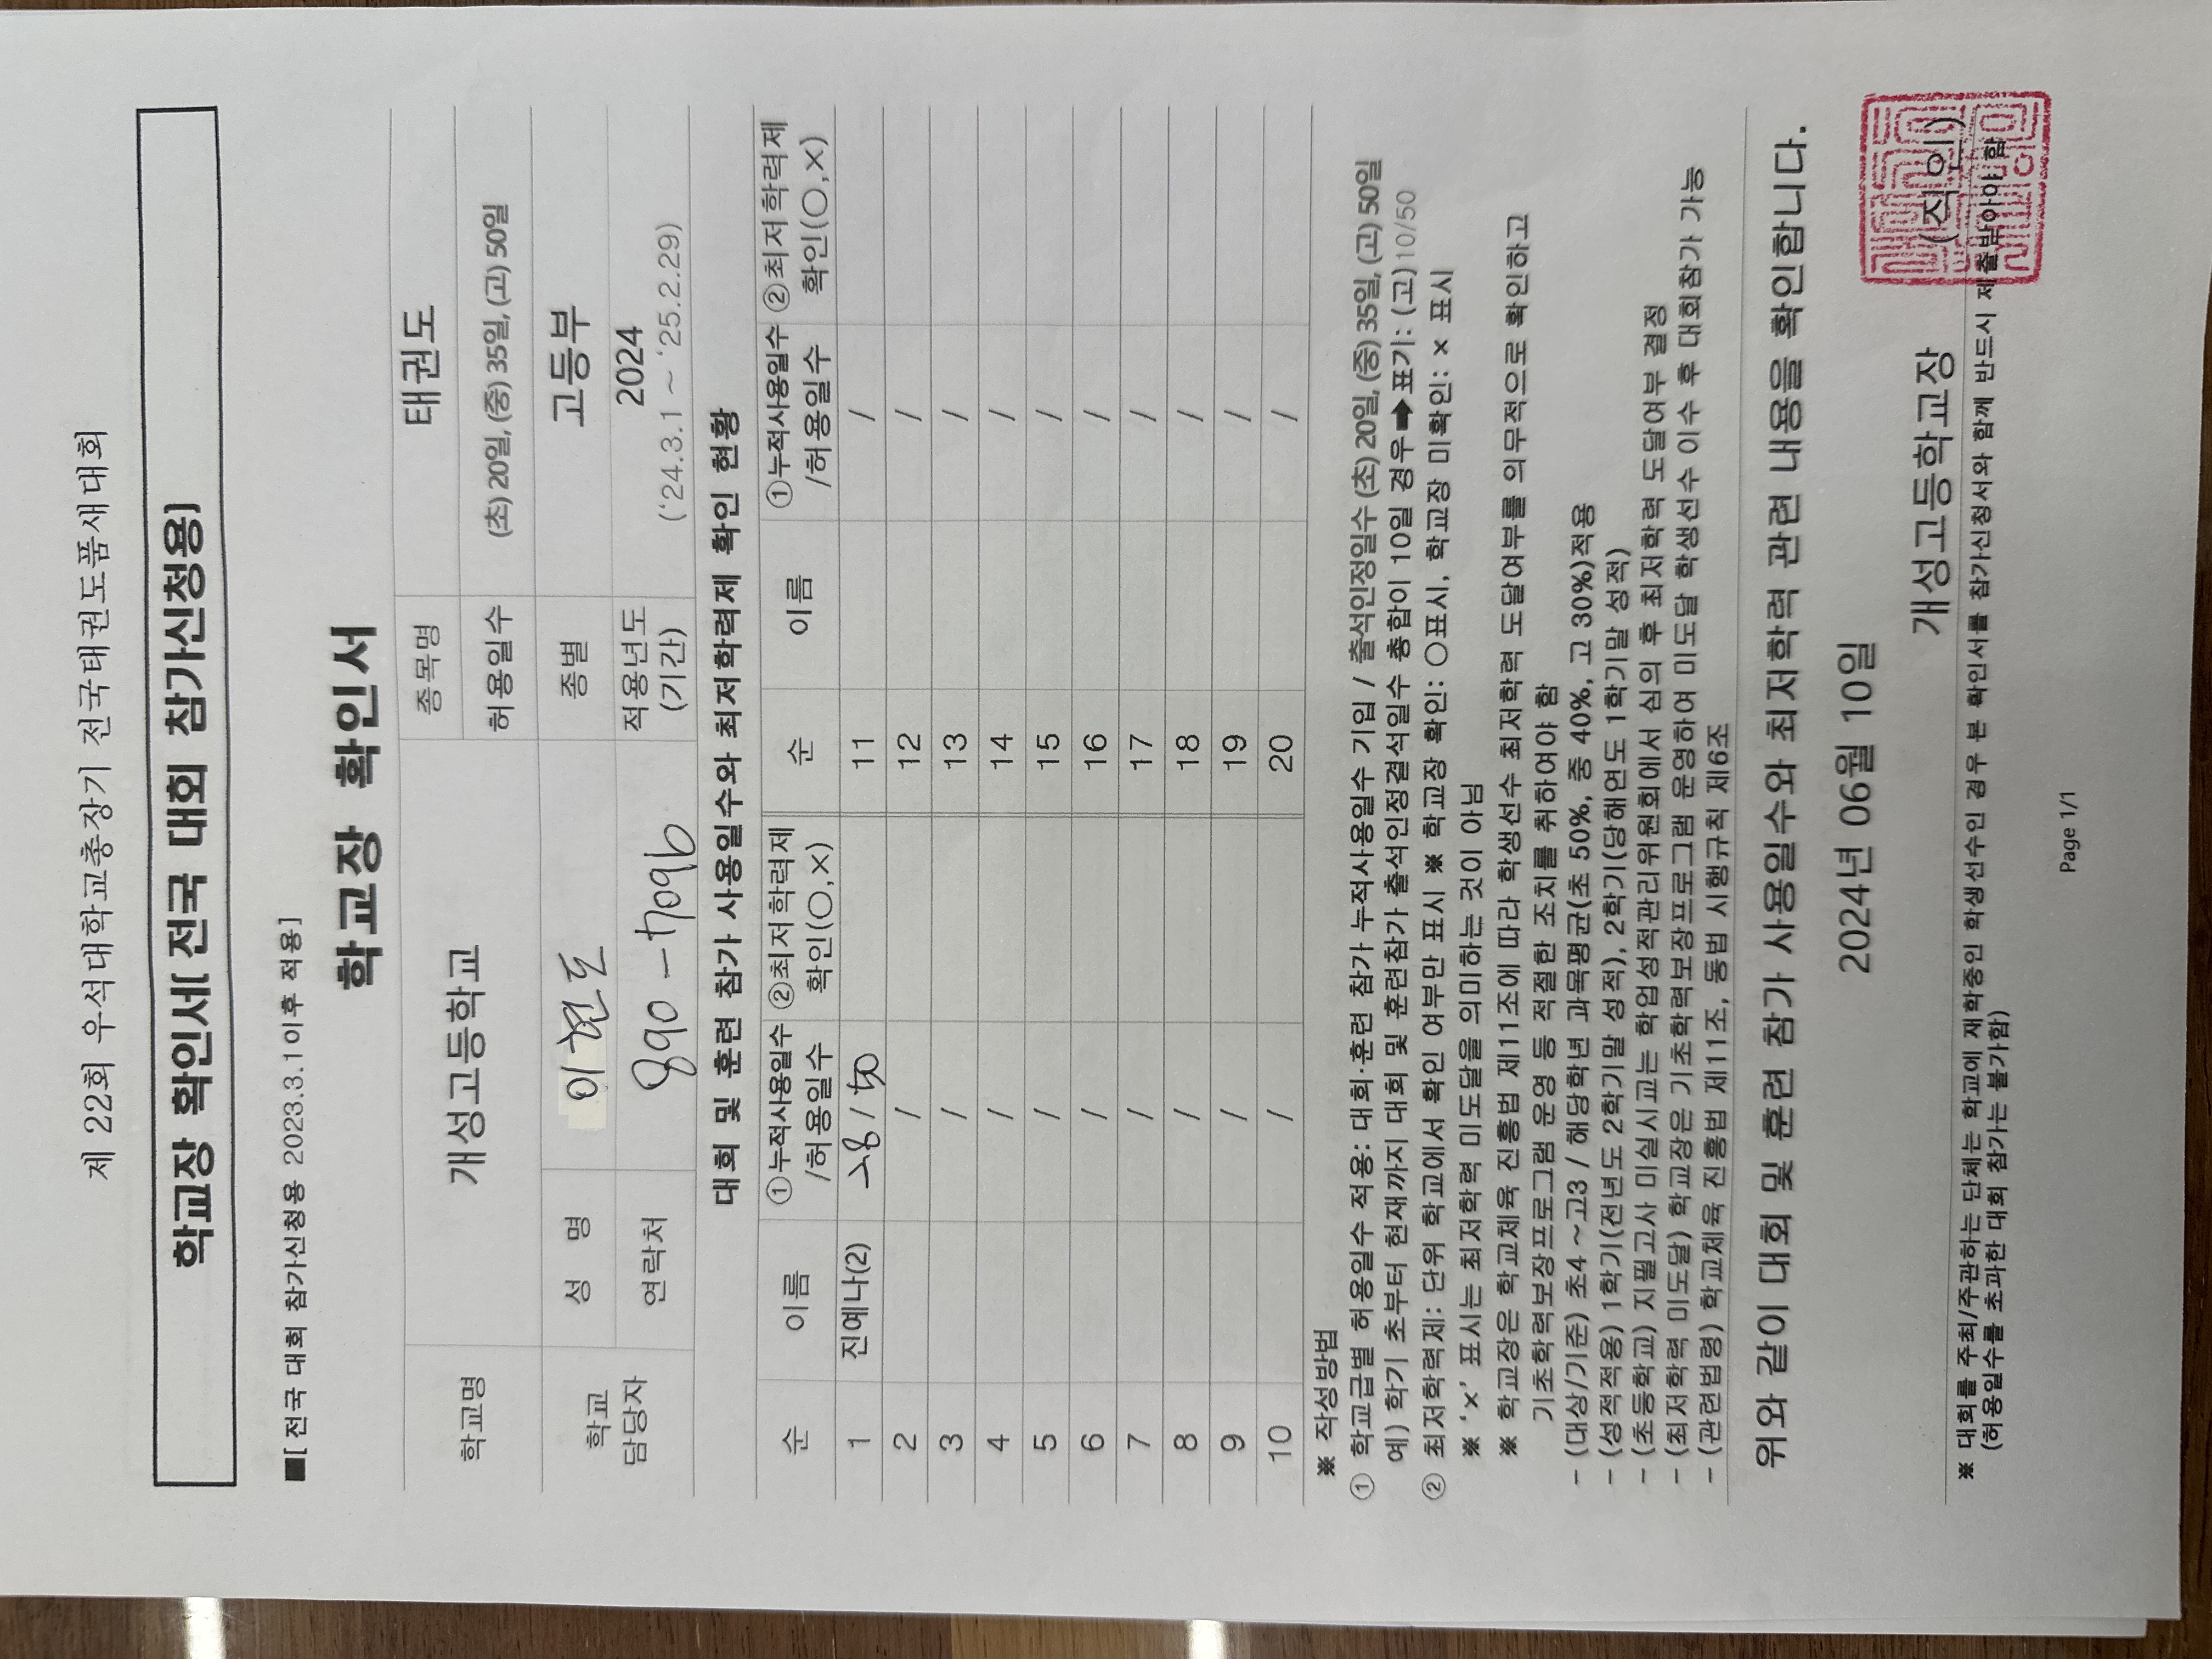 제 22회 우석대학교총장기 전국태권도품새대회
학교장 확인서[ 전국 대회 참가신청용]
■[ 전국 대회 참가신청용 2023.3.1이후 적용]
학교장 확인서
학교명 개성고등학교 종목명 태권도
허용일수 (초) 20일, (중) 35일, (고) 50일
학교 담당자 성 명 이현도 종별 고등부
연락처 890-7096 적용년도 (기간) 2024 ('24.3.1 ~ '25.2.29)
대회 및 훈련 참가 사용일수와 최저학력제 확인 현황
순 이름 ①누적사용일수 /허용일수 ②최저학력제 확인(○,×) 순 이름 ①누적사용일수 /허용일수 ②최저학력제 확인(○,×)
1 진예나(2) 28 / 50 11 /
2 / 12 /
3 / 13 /
4 / 14 /
5 / 15 /
6 / 16 /
7 / 17 /
8 / 18 /
9 / 19 /
10 / 20 /
※ 작성방법
① 학교급별 허용일수 적용: 대회·훈련 참가 누적사용일수 기입 / 출석인정일수 (초) 20일, (중) 35일, (고) 50일
예) 학기 초부터 현재까지 대회 및 훈련참가 출석인정결석일수 총합이 10일 경우 ➡표기: (고)10/50
② 최저학력제: 단위 학교에서 확인 여부만 표시 ※ 학교장 확인: ○표시, 학교장 미확인: × 표시
※ '×' 표시는 최저학력 미도달을 의미하는 것이 아님
※ 학교장은 학교체육 진흥법 제11조에 따라 학생선수 최저학력 도달여부를 의무적으로 확인하고
기초학력보장프로그램 운영 등 적절한 조치를 취하여야 함
- (대상/기준) 초4 ~고3 / 해당학년 과목평균(초 50%, 중 40%, 고 30%)적용
- (성적적용) 1학기(전년도 2학기말 성적), 2학기(당해연도 1학기말 성적)
- (초등학교) 지필고사 미실시교는 학업성적관리위원회에서 심의 후 최저학력 도달여부 결정
- (최저학력 미도달) 학교장은 기초학력보장프로그램 운영하여 미도달 학생선수 이수 후 대회참가 가능
- (관련법령) 학교체육 진흥법 제11조, 동법 시행규칙 제6조
위와 같이 대회 및 훈련 참가 사용일수와 최저학력 관련 내용을 확인합니다.
2024년 06월 10일
개성고등학교장 (직인)
※ 대회를 주최/주관하는 단체는 학교에 재학중인 학생선수인 경우 본 확인서를 참가신청서와 함께 반드시 제출받아야 함
(허용일수를 초과한 대회 참가는 불가함)
Page 1/1